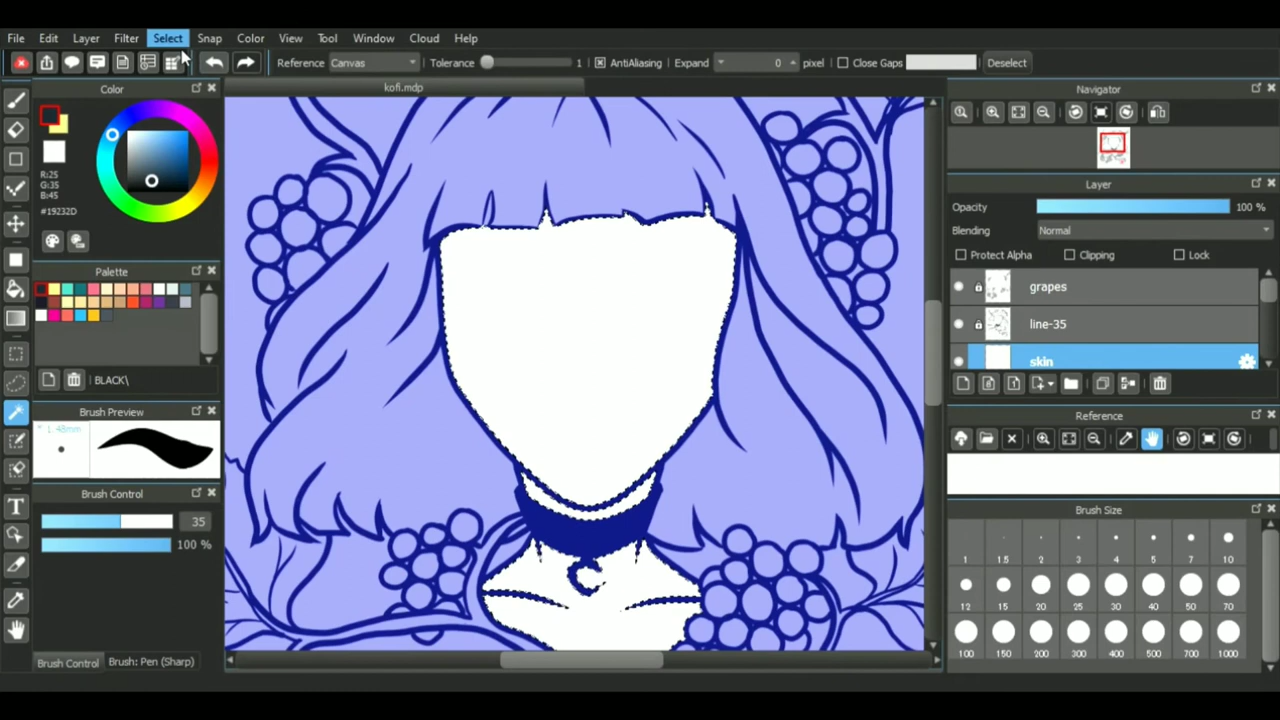 File Edit Layer Filter Select Snap Color View Tool Window Cloud Help
Reference Canvas Tolerance 1 AntiAliasing Expand 0 pixel Close Gaps Deselect
Color
kofi.mdp
Navigator
R:25
G:35
B:45
#19232D
Palette
BLACK\
Brush Preview
1.48mm
Brush Control
35
100 %
Brush Control Brush: Pen (Sharp)
Layer
Opacity 100 %
Blending Normal
Protect Alpha Clipping Lock
grapes
line-35
skin
Reference
Brush Size
1 1.5 2 3 4 5 7 10
12 15 20 25 30 40 50 70
100 150 200 300 400 500 700 1000